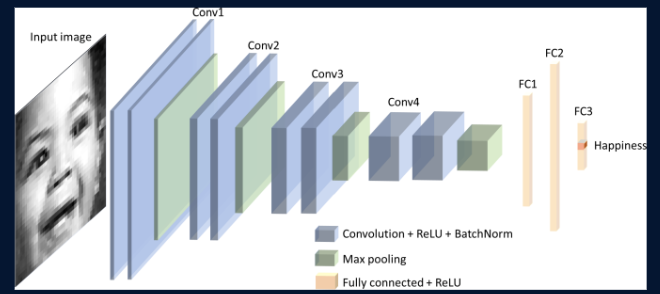 Input image
Conv1
Conv2
Conv3
Conv4
FC1
FC2
FC3
Happiness
Convolution + ReLU + BatchNorm
Max pooling
Fully connected + ReLU